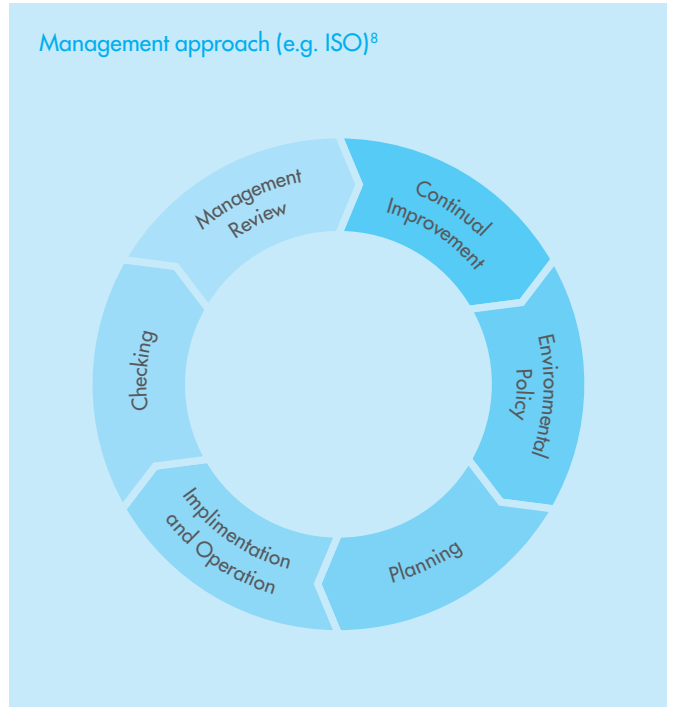 Management approach (e.g. ISO)⁸
Continual
Improvement
Environmental
Policy
Planning
Implimentation
and Operation
Checking
Management
Review